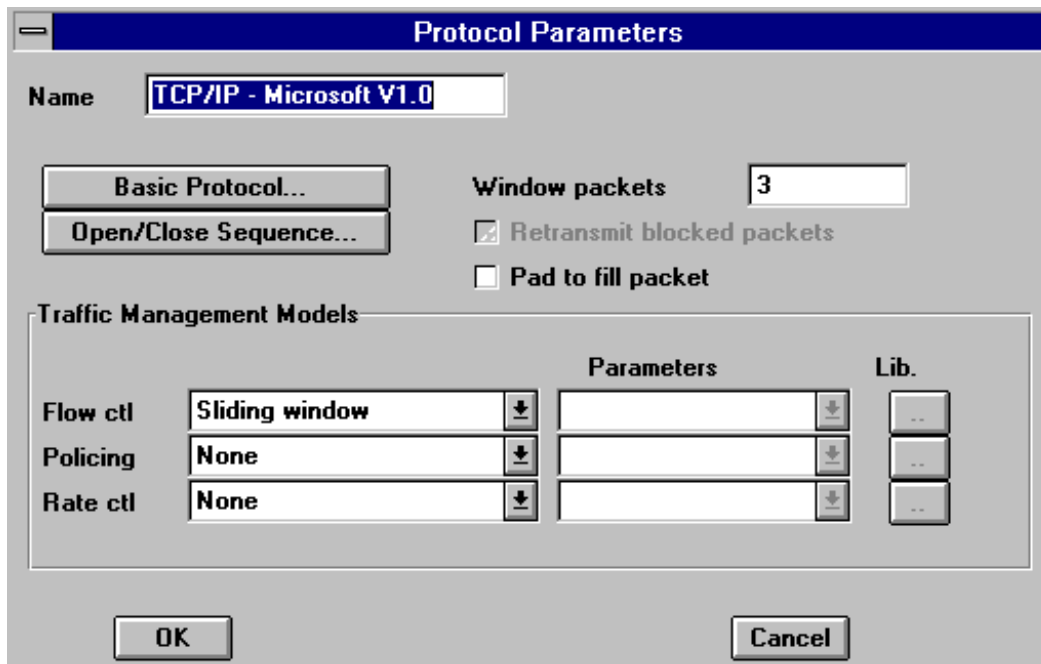 Protocol Parameters
Name TCP/IP - Microsoft V1.0
Basic Protocol... Window packets 3
Open/Close Sequence... Retransmit blocked packets
Pad to fill packet
Traffic Management Models
Parameters Lib.
Flow ctl Sliding window ..
Policing None ..
Rate ctl None ..
OK Cancel